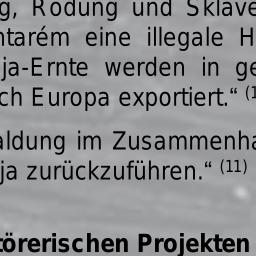 g, Rodung und Sklave
ntarém eine illegale H
ja-Ernte werden in ge
ch Europa exportiert.“ (1
aldung im Zusammenha
ja zurückzuführen.“ (11)
törerischen Projekten